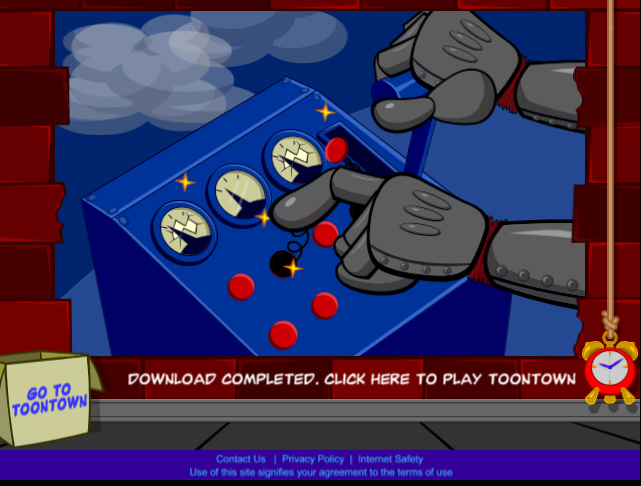 DOWNLOAD COMPLETED. CLICK HERE TO PLAY TOONTOWN
GO TO
TOONTOWN
Contact Us | Privacy Policy | Internet Safety
Use of this site signifies your agreement to the terms of use